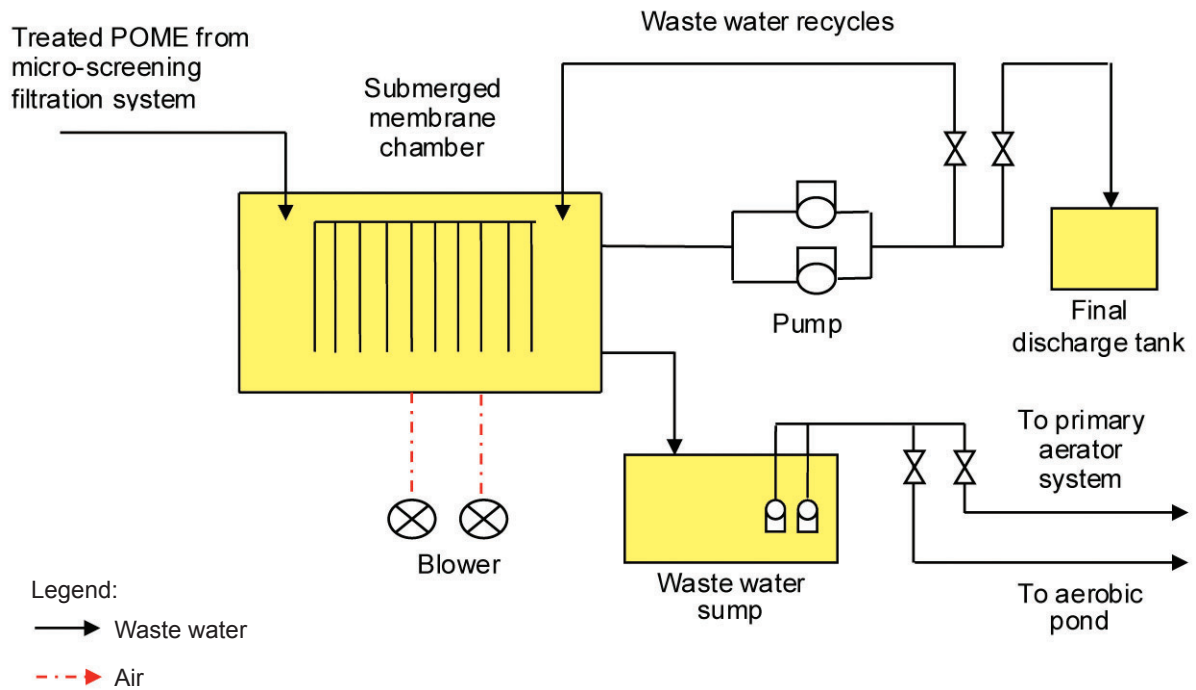 Waste water recycles
Treated POME from
micro-screening
filtration system
Submerged
membrane
chamber
Pump
Final
discharge tank
To primary
aerator
system
Blower
Waste water
sump
To aerobic
pond
Legend:
Waste water
Air